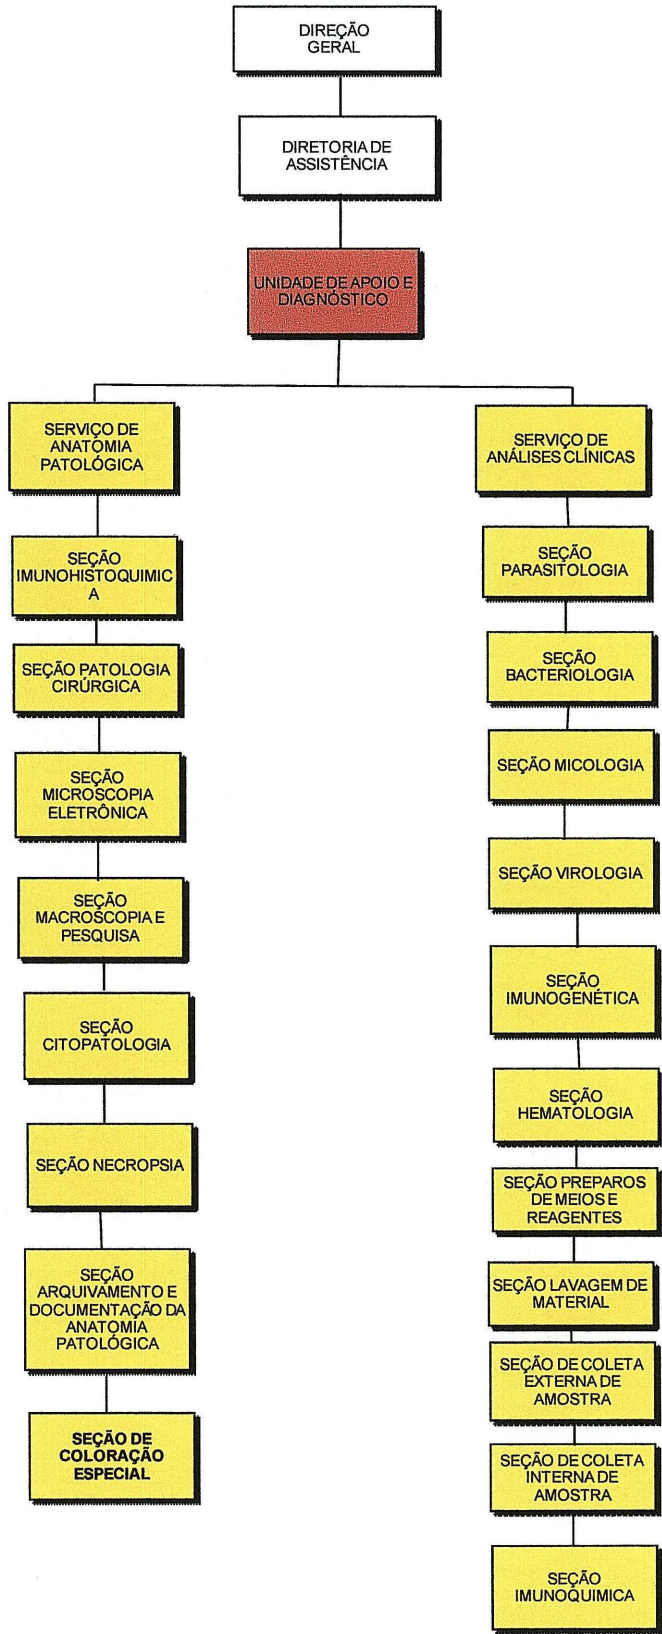 DIREÇÃO
GERAL
DIRETORIA DE
ASSISTÊNCIA
UNIDADE DE APOIO E
DIAGNÓSTICO
SERVIÇO DE
ANATOMIA
PATOLÓGICA
SEÇÃO
IMUNOHISTOQUIMIC
A
SEÇÃO PATOLOGIA
CIRÚRGICA
SEÇÃO
MICROSCOPIA
ELETRÔNICA
SEÇÃO
MACROSCOPIA E
PESQUISA
SEÇÃO
CITOPATOLOGIA
SEÇÃO NECROPSIA
SEÇÃO
ARQUIVAMENTO E
DOCUMENTAÇÃO DA
ANATOMIA
PATOLÓGICA
SEÇÃO DE
COLORAÇÃO
ESPECIAL
SERVIÇO DE
ANÁLISES CLÍNICAS
SEÇÃO
PARASITOLOGIA
SEÇÃO
BACTERIOLOGIA
SEÇÃO MICOLOGIA
SEÇÃO VIROLOGIA
SEÇÃO
IMUNOGENÉTICA
SEÇÃO
HEMATOLOGIA
SEÇÃO PREPAROS
DE MEIOS E
REAGENTES
SEÇÃO LAVAGEM DE
MATERIAL
SEÇÃO DE COLETA
EXTERNA DE
AMOSTRA
SEÇÃO DE COLETA
INTERNA DE
AMOSTRA
SEÇÃO
IMUNOQUIMICA